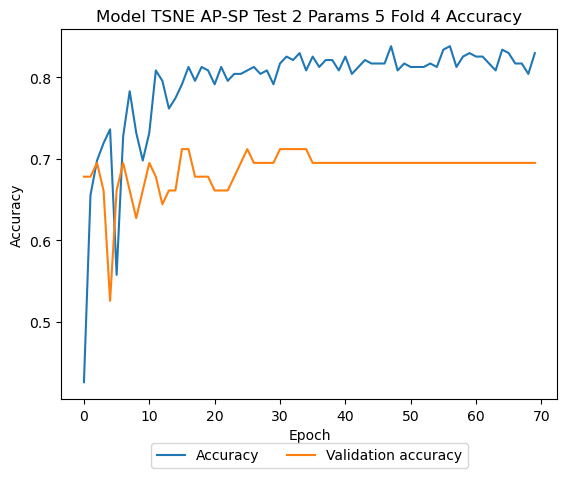 Model TSNE AP-SP Test 2 Params 5 Fold 4 Accuracy
0.8
0.7
0.6
0.5
Accuracy
0 10 20 30 40 50 60 70
Epoch
Accuracy Validation accuracy